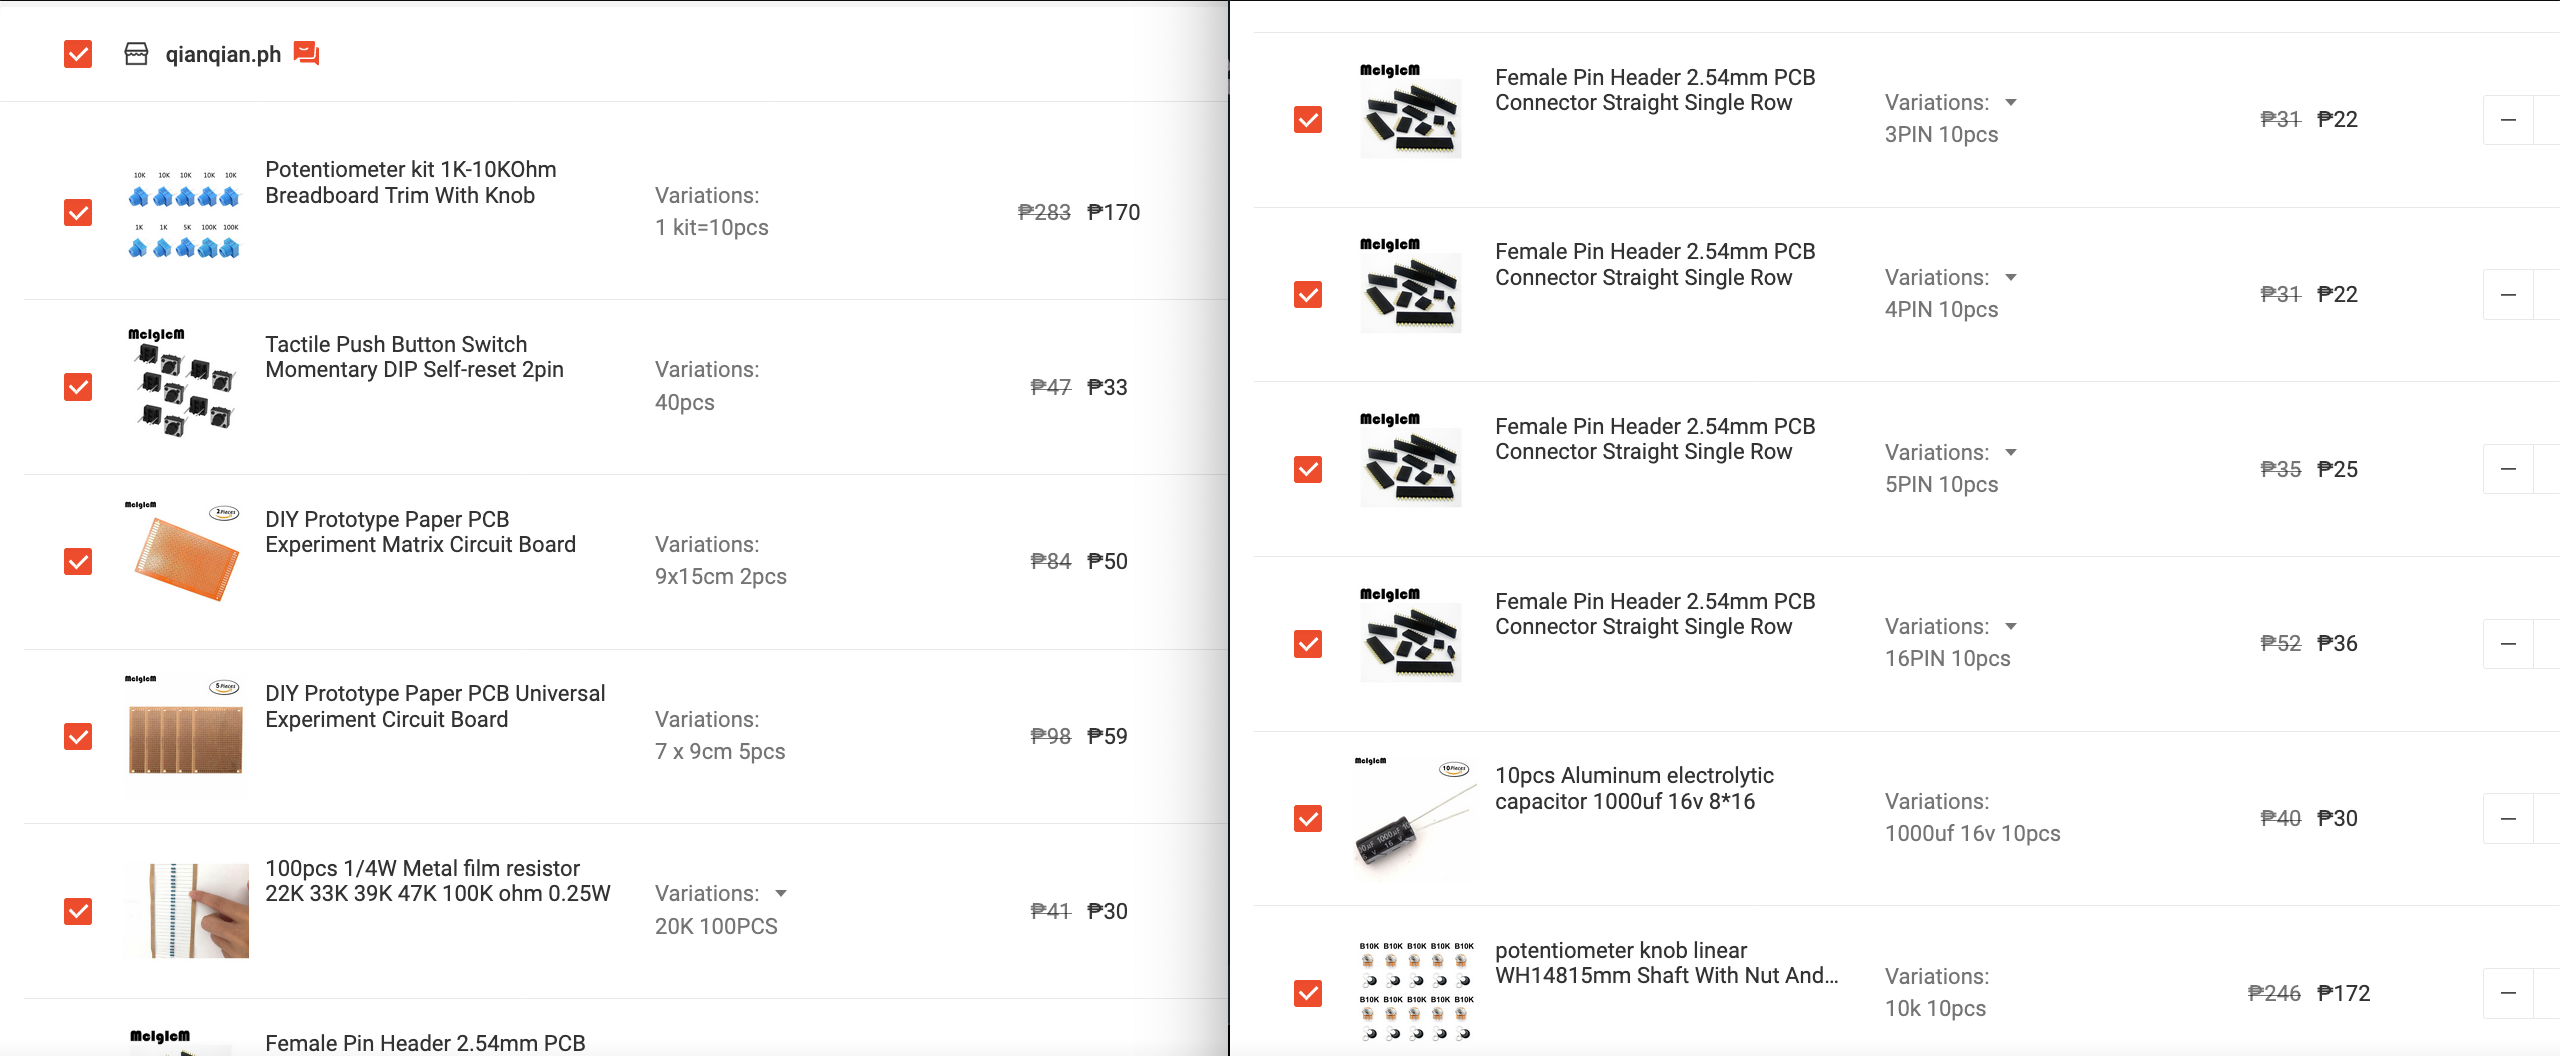 qianqian.ph
10K 10K 10K 10K 10K
1K 1K 5K 100K 100K
Potentiometer kit 1K-10KOhm
Breadboard Trim With Knob
Variations:
1 kit=10pcs
₱283 ₱170
McIgIcM
Tactile Push Button Switch
Momentary DIP Self-reset 2pin
Variations:
40pcs
₱47 ₱33
McIgIcM
2Pieces
DIY Prototype Paper PCB
Experiment Matrix Circuit Board
Variations:
9x15cm 2pcs
₱84 ₱50
McIgIcM
5 Pieces
DIY Prototype Paper PCB Universal
Experiment Circuit Board
Variations:
7 x 9cm 5pcs
₱98 ₱59
100pcs 1/4W Metal film resistor
22K 33K 39K 47K 100K ohm 0.25W
Variations:
20K 100PCS
₱41 ₱30
McIgIcM
Female Pin Header 2.54mm PCB
McIgIcM
Female Pin Header 2.54mm PCB
Connector Straight Single Row
Variations:
3PIN 10pcs
₱31 ₱22
McIgIcM
Female Pin Header 2.54mm PCB
Connector Straight Single Row
Variations:
4PIN 10pcs
₱31 ₱22
McIgIcM
Female Pin Header 2.54mm PCB
Connector Straight Single Row
Variations:
5PIN 10pcs
₱35 ₱25
McIgIcM
Female Pin Header 2.54mm PCB
Connector Straight Single Row
Variations:
16PIN 10pcs
₱52 ₱36
McIgIcM
10Pieces
10pcs Aluminum electrolytic
capacitor 1000uf 16v 8*16
Variations:
1000uf 16v 10pcs
₱40 ₱30
B10K B10K B10K B10K B10K
B10K B10K B10K B10K B10K
potentiometer knob linear
WH14815mm Shaft With Nut And...
Variations:
10k 10pcs
₱246 ₱172